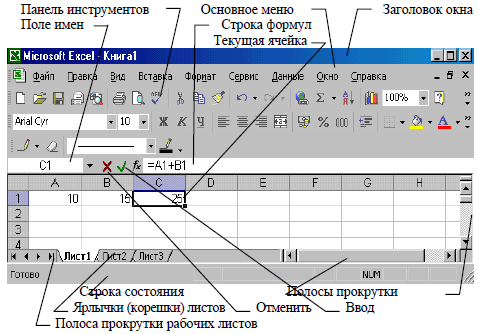 Панель инструментов Основное меню Заголовок окна
Поле имен Строка формул
Текущая ячейка
Microsoft Excel - Книга1
Файл Правка Вид Вставка Формат Сервис Данные Окно Справка
100%
Arial Cyr 10 Ж К Ч % 000
C1 fx =A1+B1
A B C D E F G H
1 10 15 25
2
3
4
Лист1 Лист2 Лист3
Готово NUM
Строка состояния Полосы прокрутки
Ярлычки (корешки) листов Отменить Ввод
Полоса прокрутки рабочих листов